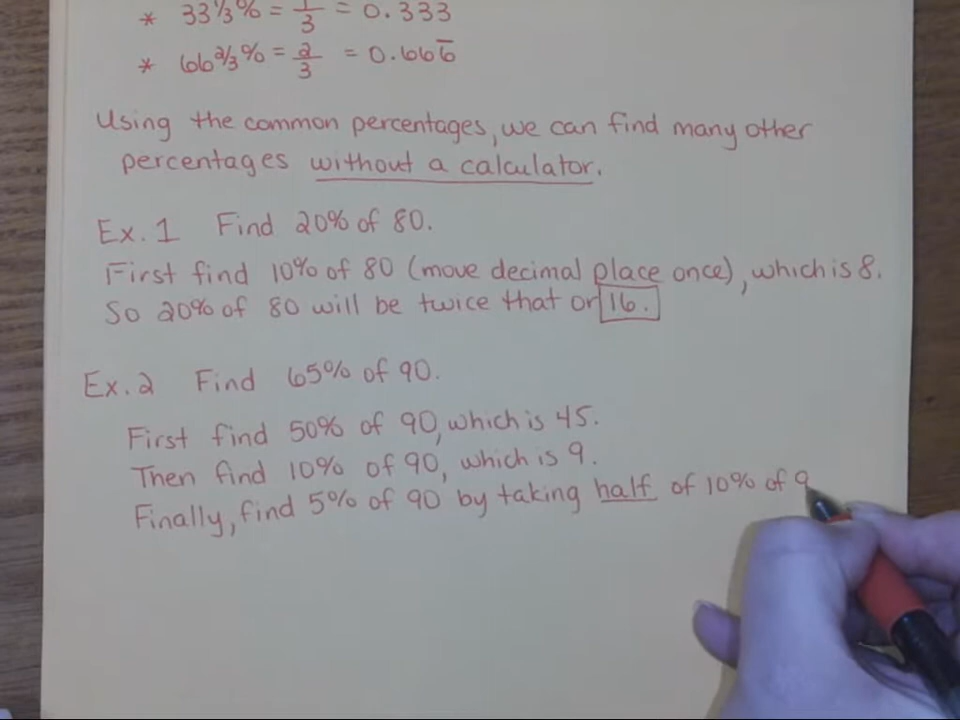 * 33⅓% = 1/3 = 0.333
* 66⅔% = 2/3 = 0.666̅
Using the common percentages, we can find many other
percentages without a calculator.
Ex. 1 Find 20% of 80.
First find 10% of 80 (move decimal place once), which is 8.
So 20% of 80 will be twice that or 16.
Ex. 2 Find 65% of 90.
First find 50% of 90, which is 45.
Then find 10% of 90, which is 9.
Finally, find 5% of 90 by taking half of 10% of 9